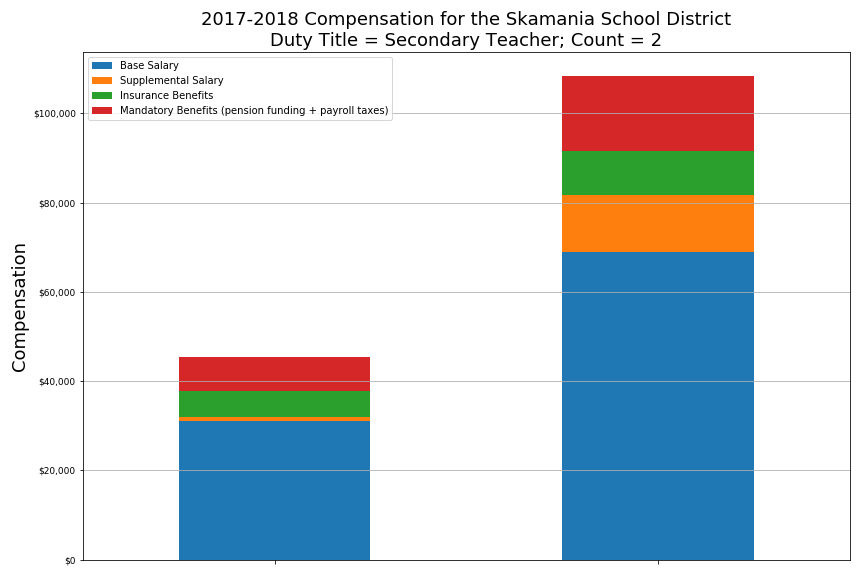 2017-2018 Compensation for the Skamania School District
Duty Title = Secondary Teacher; Count = 2
Base Salary
Supplemental Salary
Insurance Benefits
Mandatory Benefits (pension funding + payroll taxes)
$100,000
$80,000
$60,000
$40,000
$20,000
$0
Compensation